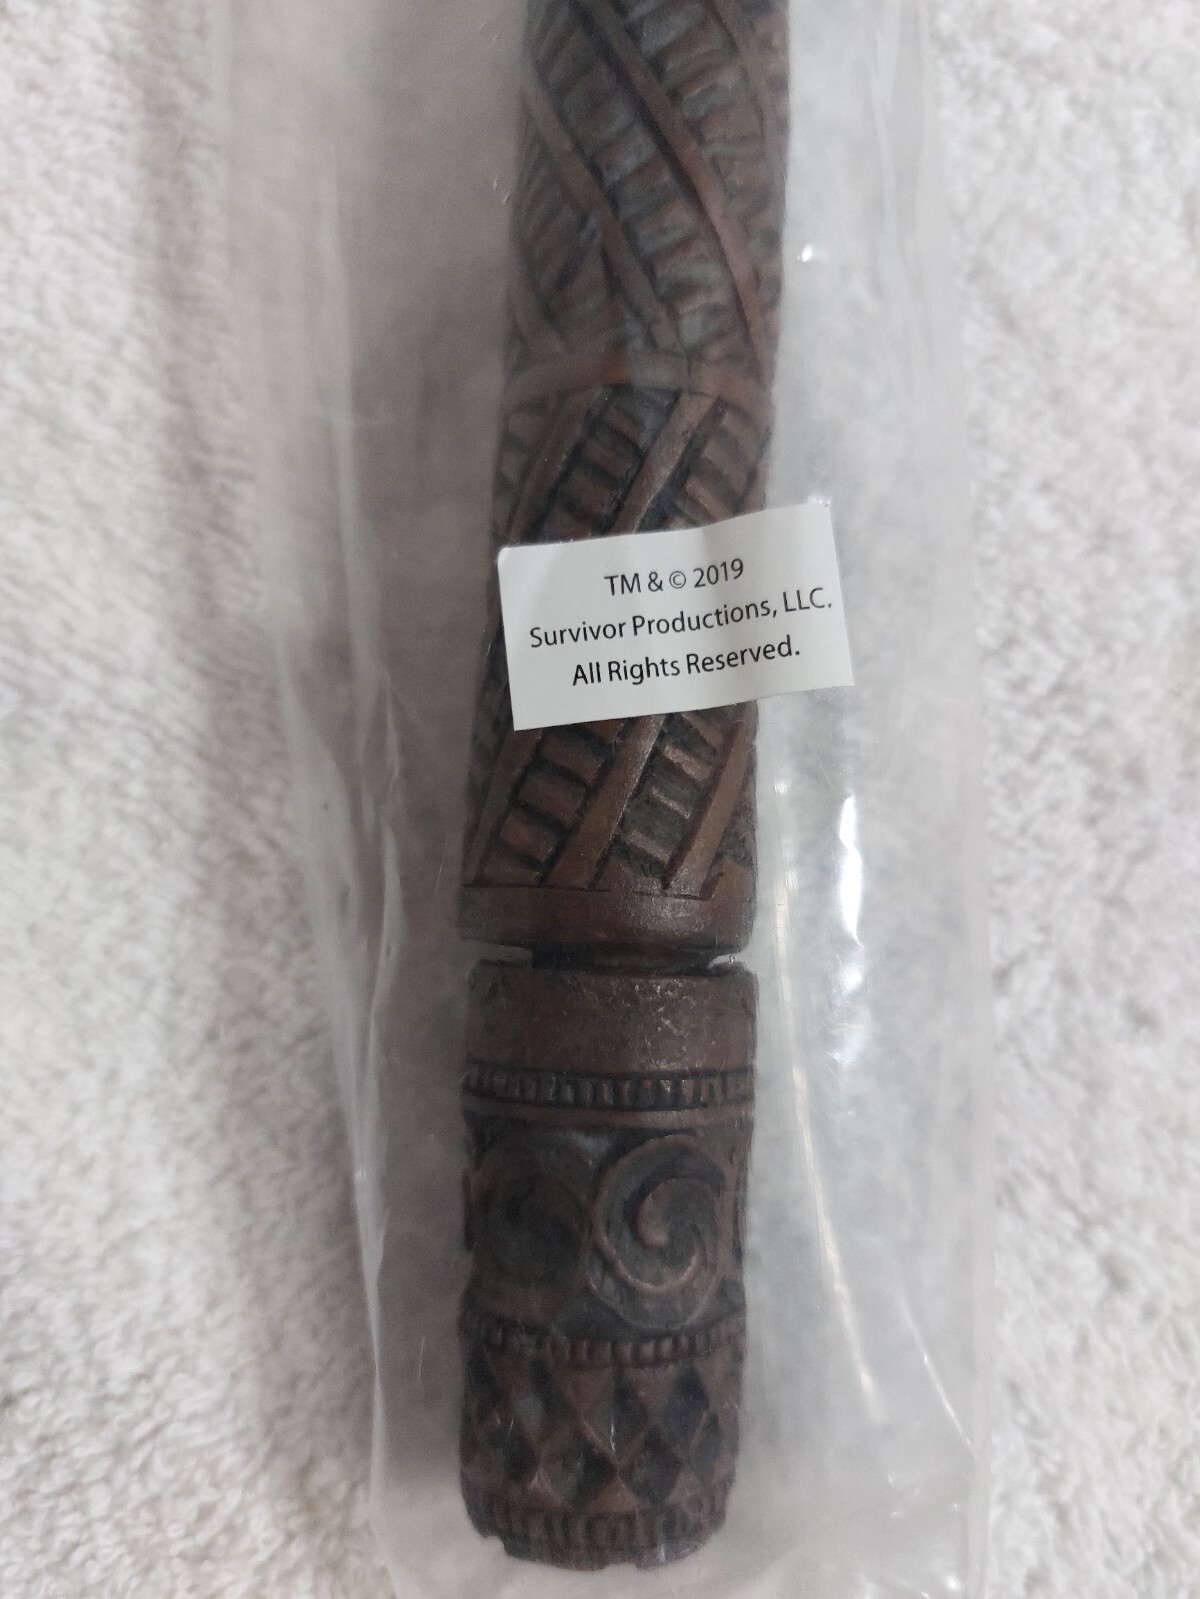 TM & © 2019
Survivor Productions, LLC.
All Rights Reserved.